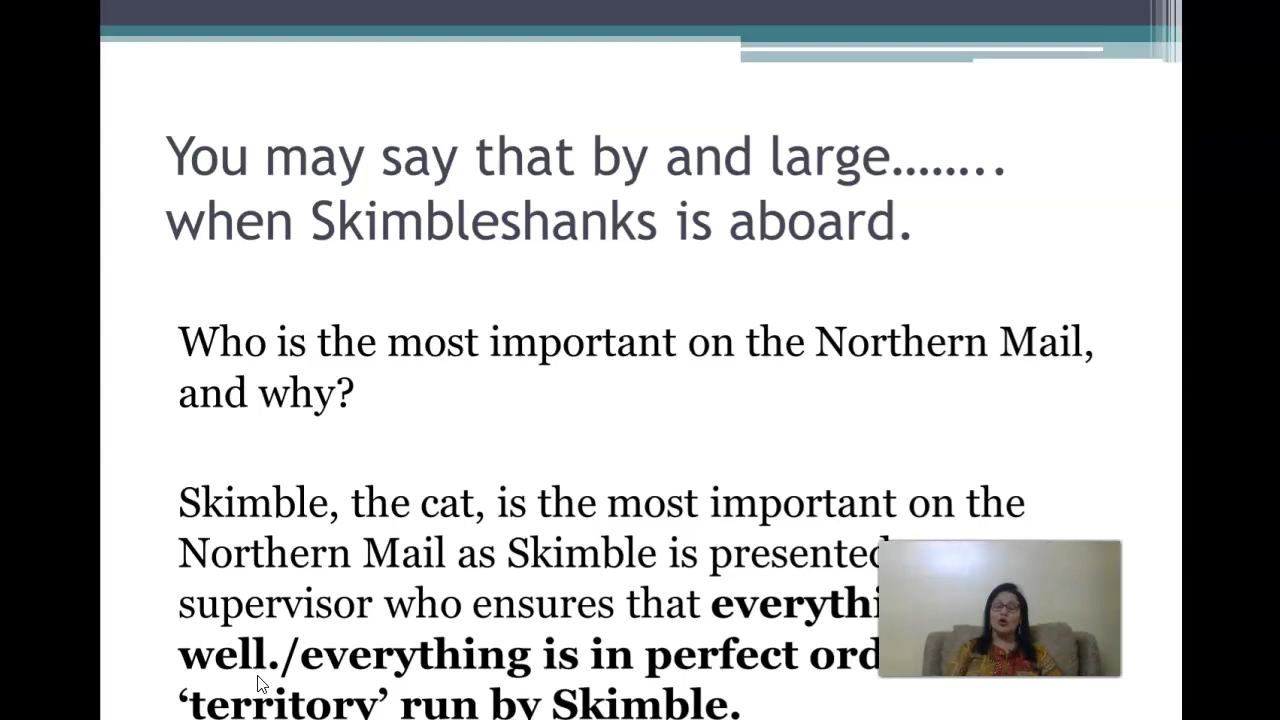 You may say that by and large……..
when Skimbleshanks is aboard.
Who is the most important on the Northern Mail,
and why?
Skimble, the cat, is the most important on the
Northern Mail as Skimble is presented
supervisor who ensures that
well./everything is in perfect
‘territory’ run by Skimble.